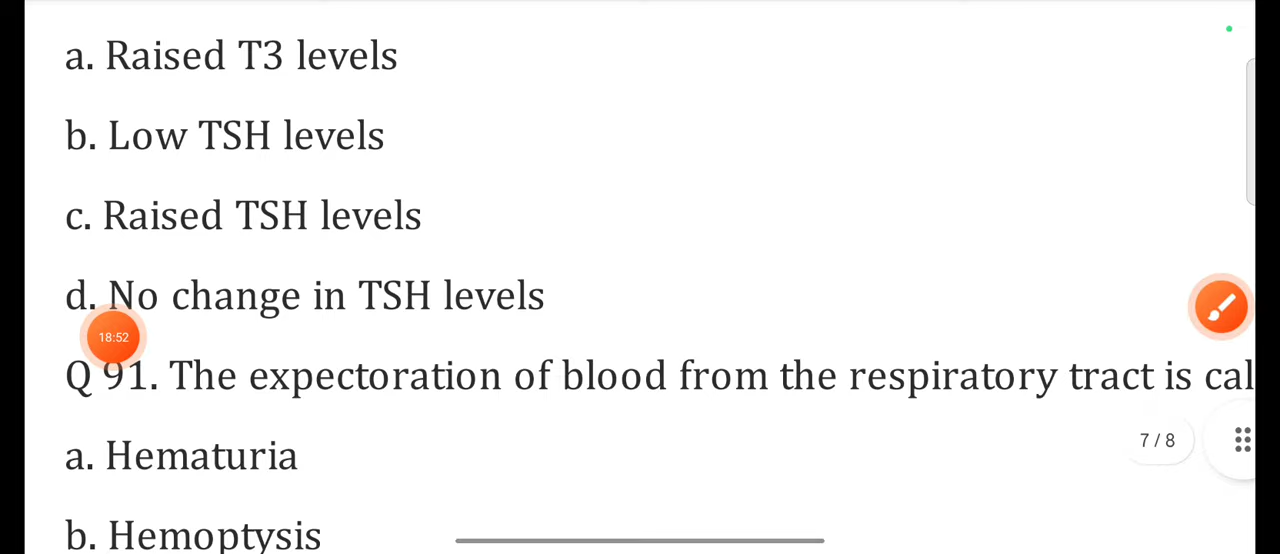 a. Raised T3 levels
b. Low TSH levels
c. Raised TSH levels
d. No change in TSH levels
18:52
Q 91. The expectoration of blood from the respiratory tract is cal
7 / 8
a. Hematuria
b. Hemoptysis